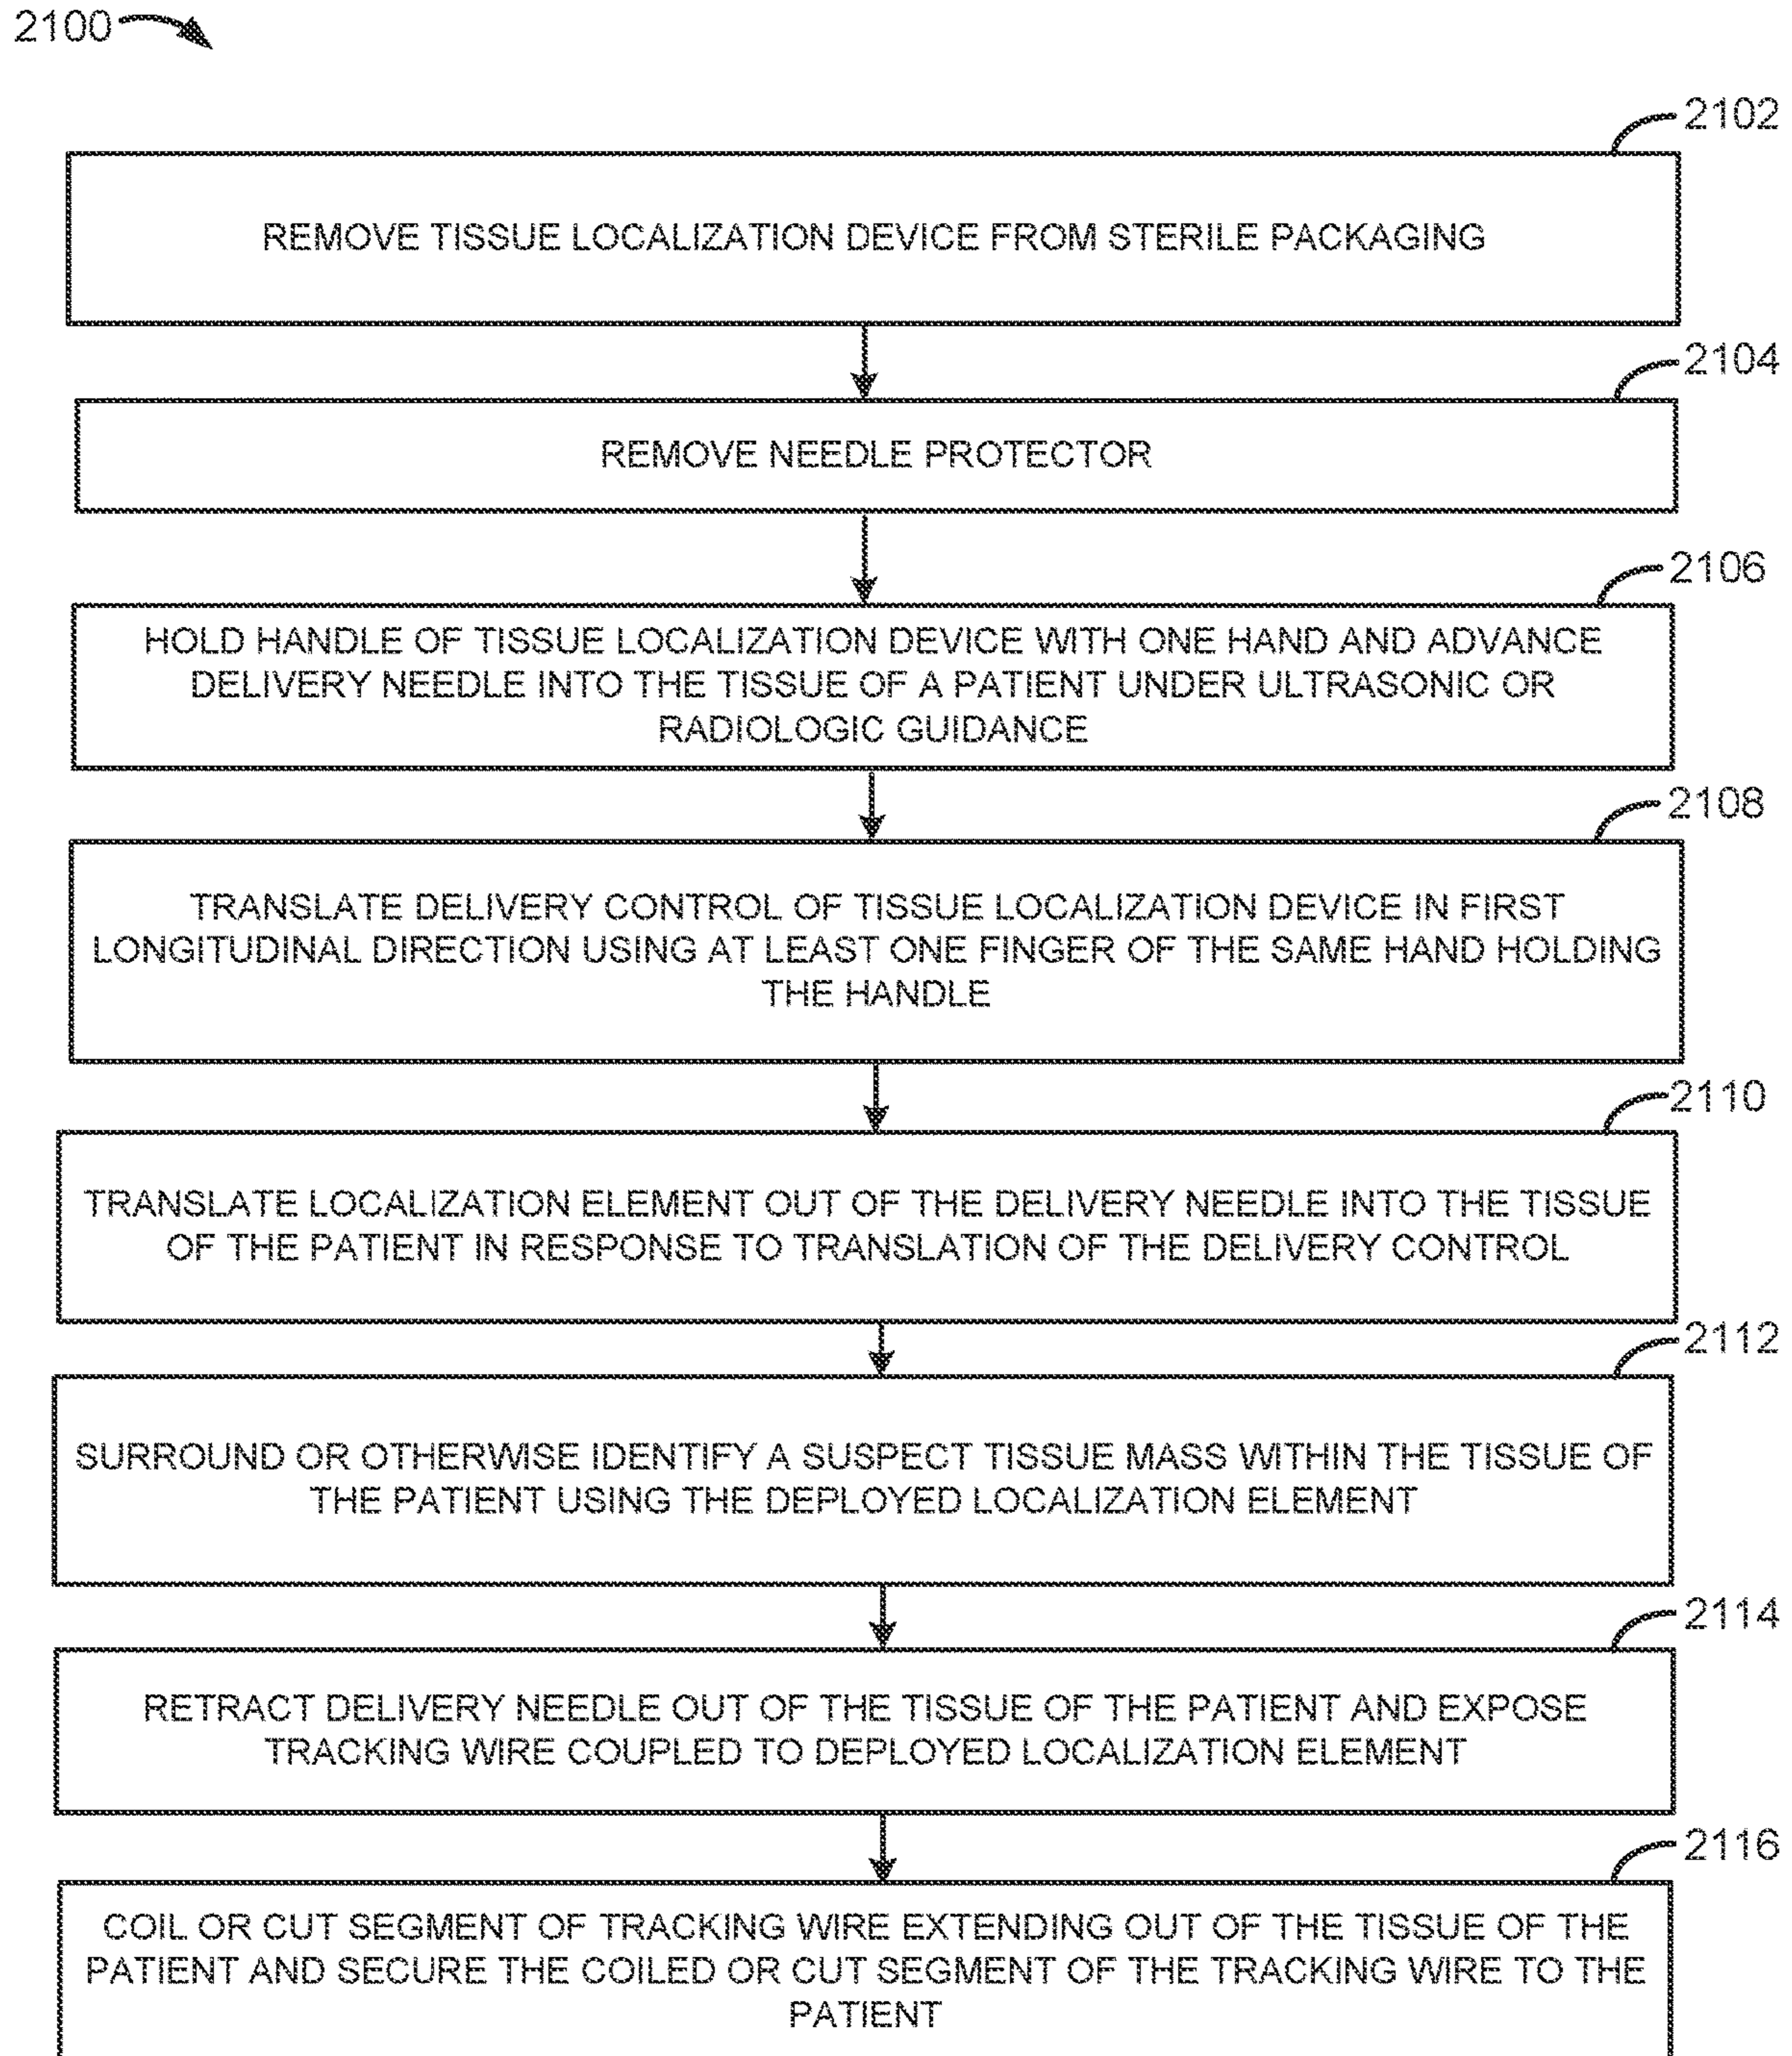 2100
2102
REMOVE TISSUE LOCALIZATION DEVICE FROM STERILE PACKAGING
2104
REMOVE NEEDLE PROTECTOR
2106
HOLD HANDLE OF TISSUE LOCALIZATION DEVICE WITH ONE HAND AND ADVANCE
DELIVERY NEEDLE INTO THE TISSUE OF A PATIENT UNDER ULTRASONIC OR
RADIOLOGIC GUIDANCE
2108
TRANSLATE DELIVERY CONTROL OF TISSUE LOCALIZATION DEVICE IN FIRST
LONGITUDINAL DIRECTION USING AT LEAST ONE FINGER OF THE SAME HAND HOLDING
THE HANDLE
2110
TRANSLATE LOCALIZATION ELEMENT OUT OF THE DELIVERY NEEDLE INTO THE TISSUE
OF THE PATIENT IN RESPONSE TO TRANSLATION OF THE DELIVERY CONTROL
2112
SURROUND OR OTHERWISE IDENTIFY A SUSPECT TISSUE MASS WITHIN THE TISSUE OF
THE PATIENT USING THE DEPLOYED LOCALIZATION ELEMENT
2114
RETRACT DELIVERY NEEDLE OUT OF THE TISSUE OF THE PATIENT AND EXPOSE
TRACKING WIRE COUPLED TO DEPLOYED LOCALIZATION ELEMENT
2116
COIL OR CUT SEGMENT OF TRACKING WIRE EXTENDING OUT OF THE TISSUE OF THE
PATIENT AND SECURE THE COILED OR CUT SEGMENT OF THE TRACKING WIRE TO THE
PATIENT